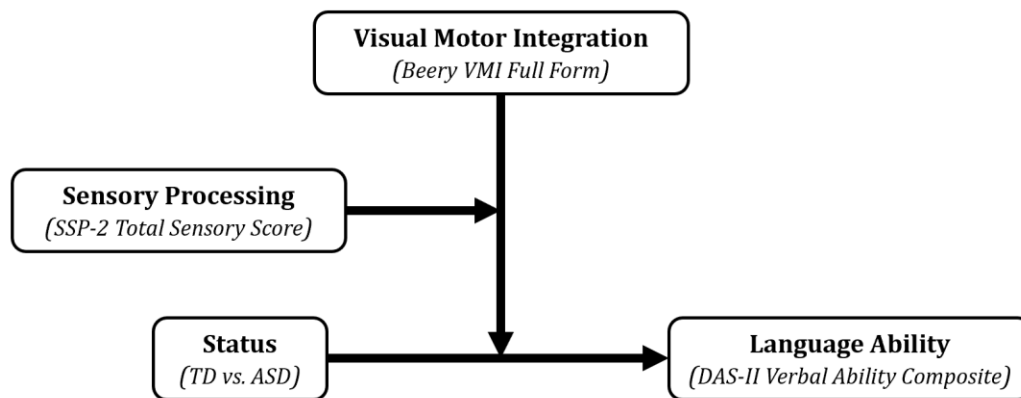 Visual Motor Integration
(Beery VMI Full Form)
Sensory Processing
(SSP-2 Total Sensory Score)
Status
(TD vs. ASD)
Language Ability
(DAS-II Verbal Ability Composite)